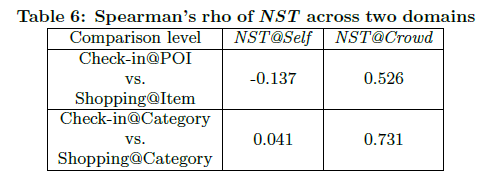 Table 6: Spearman's rho of NST across two domains
Comparison level NST@Self NST@Crowd
Check-in@POI
vs.
Shopping@Item
-0.137 0.526
Check-in@Category
vs.
Shopping@Category
0.041 0.731